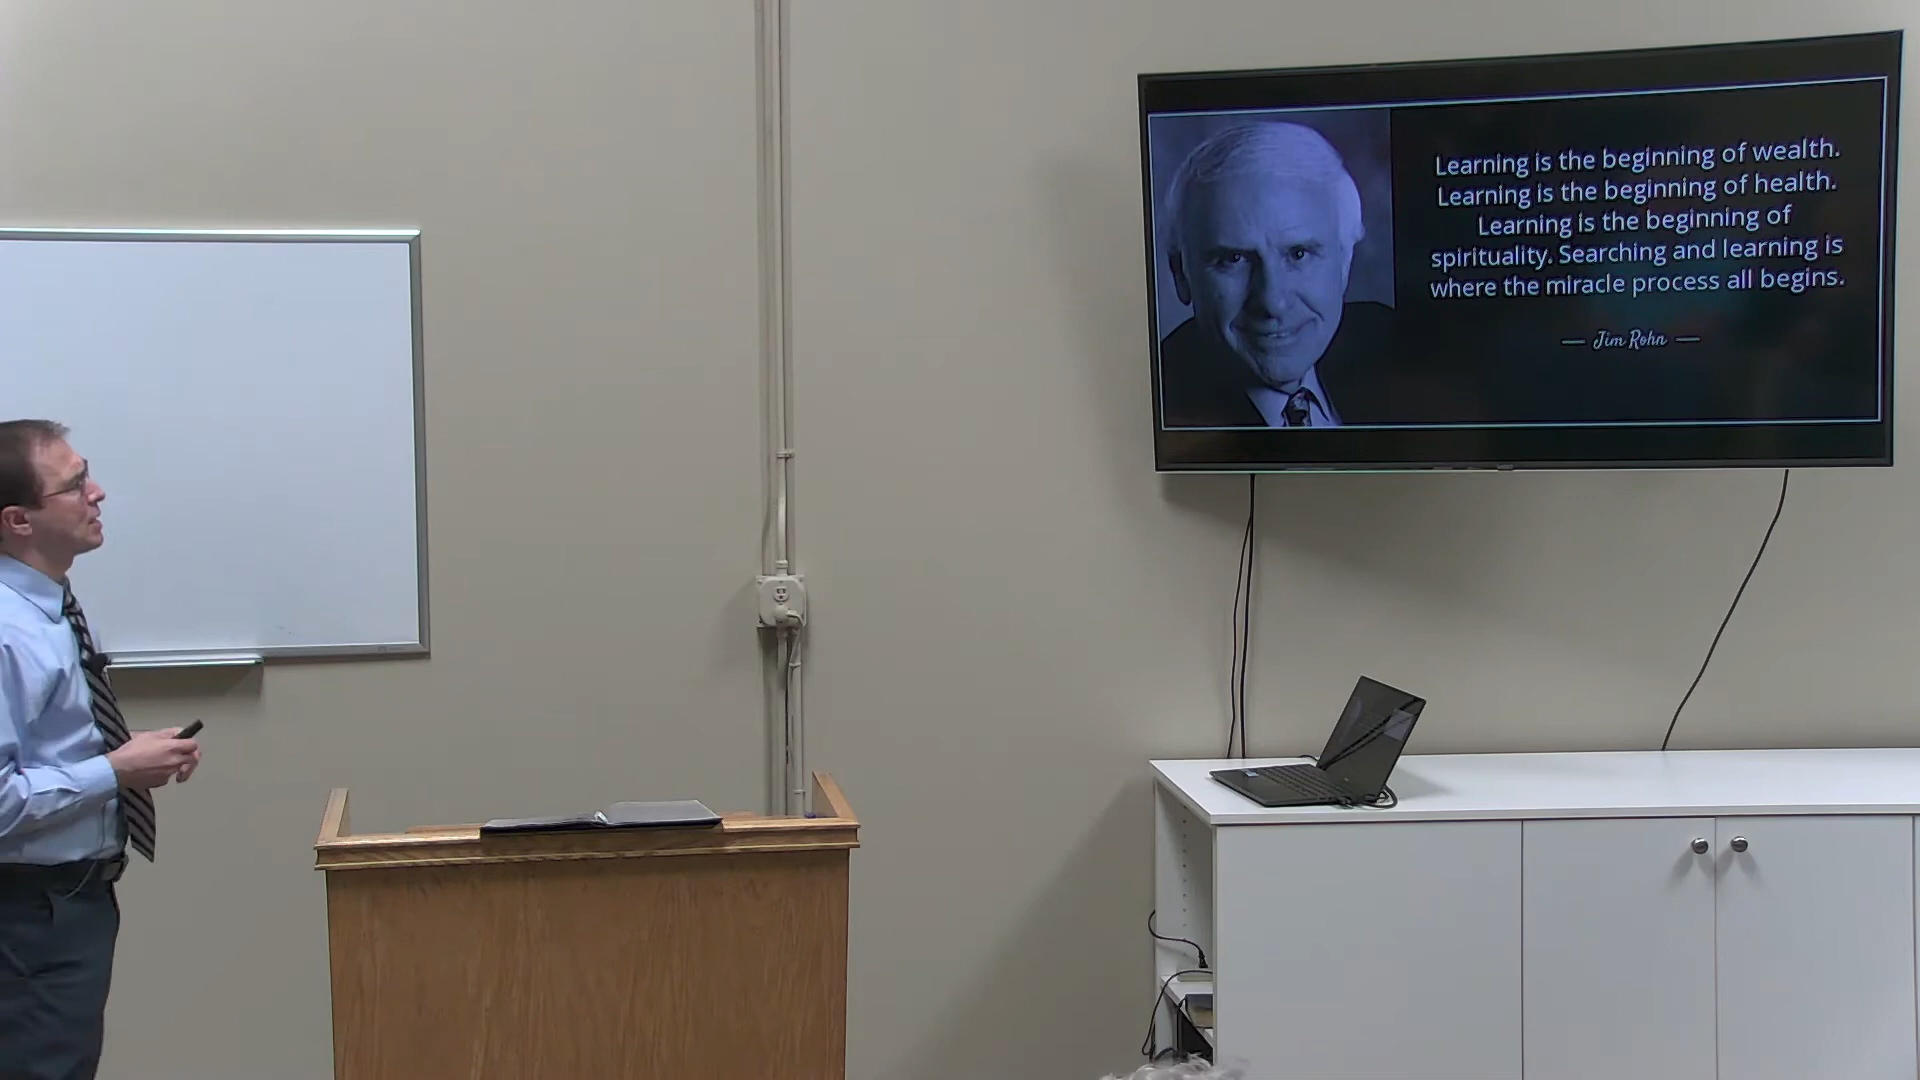 Learning is the beginning of wealth.
Learning is the beginning of health.
Learning is the beginning of
spirituality. Searching and learning is
where the miracle process all begins.
— Jim Rohn —